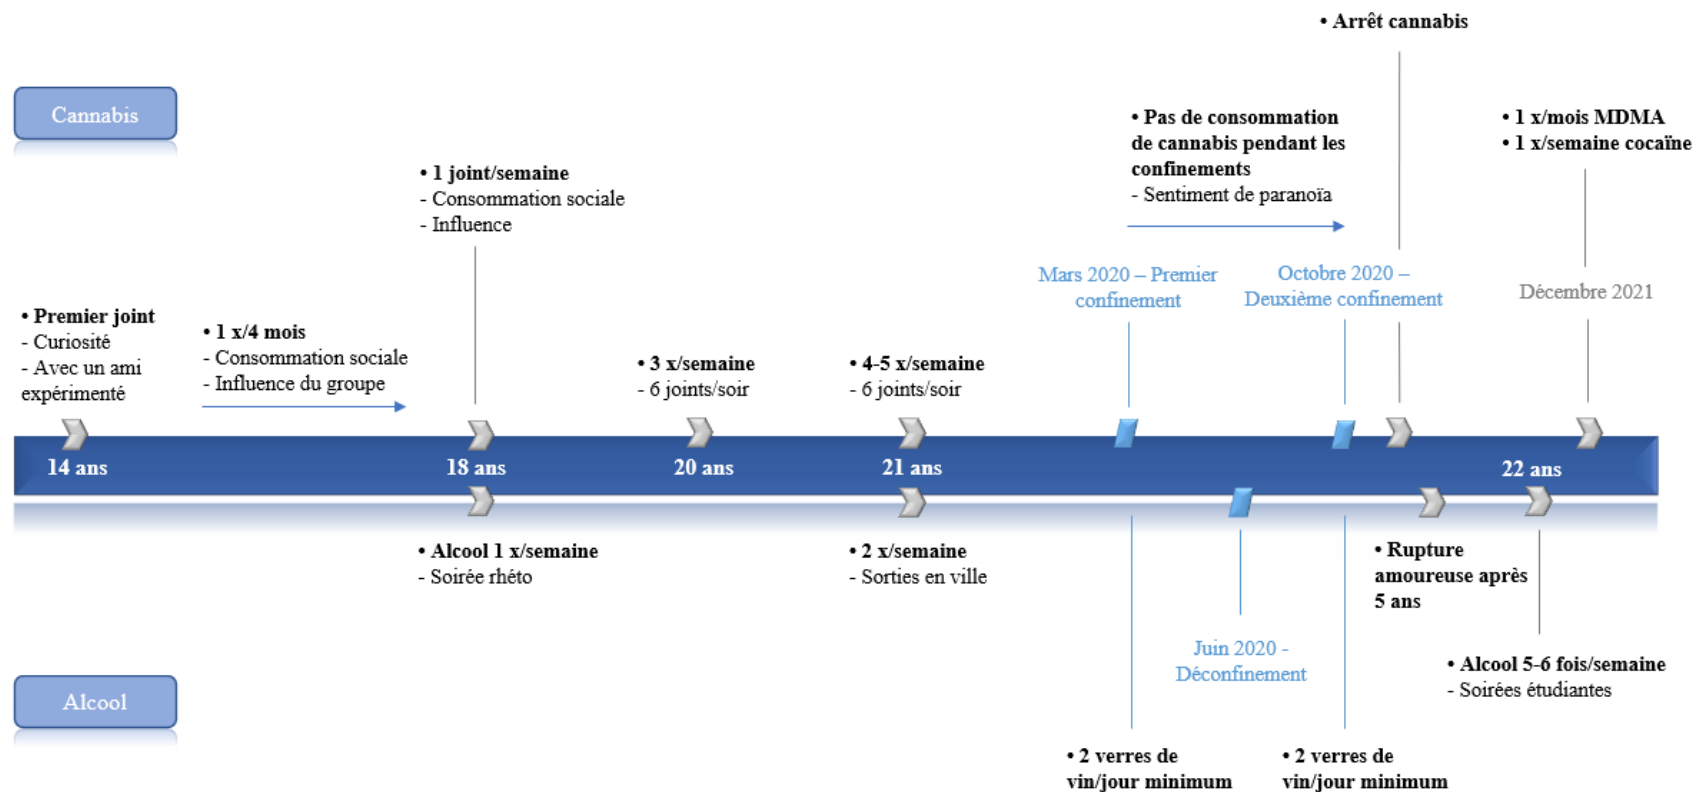 • Arrêt cannabis
Cannabis
• Pas de consommation
de cannabis pendant les
confinements
- Sentiment de paranoïa
• 1 x/mois MDMA
• 1 x/semaine cocaïne
• 1 joint/semaine
- Consommation sociale
- Influence
Mars 2020 – Premier
confinement
Octobre 2020 –
Deuxième confinement
Décembre 2021
• Premier joint
- Curiosité
- Avec un ami
expérimenté
• 1 x/4 mois
- Consommation sociale
- Influence du groupe
• 3 x/semaine
- 6 joints/soir
• 4-5 x/semaine
- 6 joints/soir
14 ans
18 ans
20 ans
21 ans
22 ans
• Alcool 1 x/semaine
- Soirée rhéto
• 2 x/semaine
- Sorties en ville
• Rupture
amoureuse après
5 ans
Juin 2020 -
Déconfinement
• Alcool 5-6 fois/semaine
- Soirées étudiantes
Alcool
• 2 verres de
vin/jour minimum
• 2 verres de
vin/jour minimum